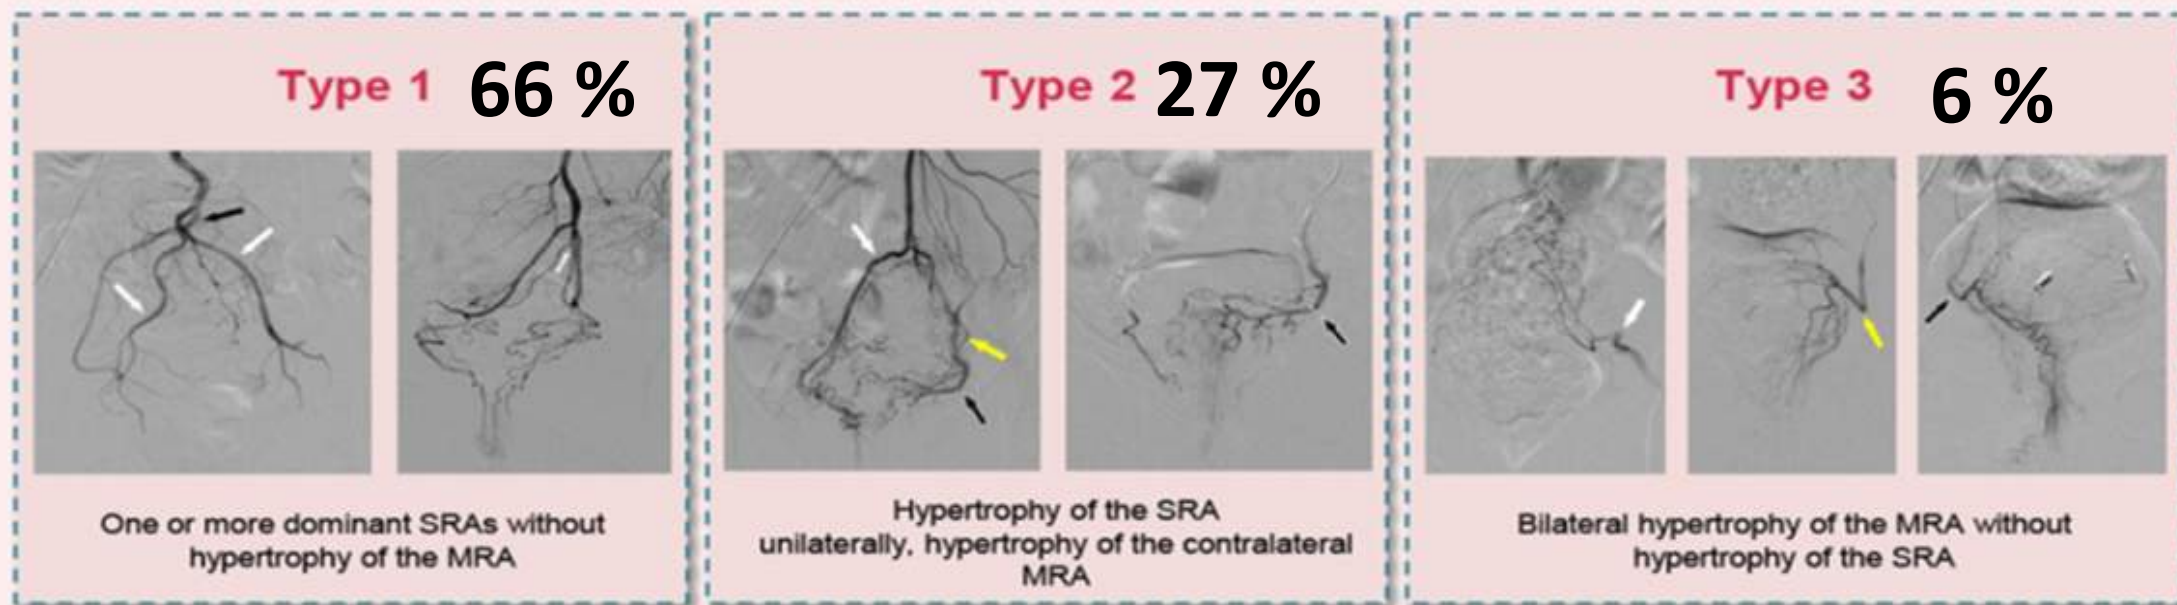 Type 1 66 %
One or more dominant SRAs without
hypertrophy of the MRA
Type 2 27 %
Hypertrophy of the SRA
unilaterally, hypertrophy of the contralateral
MRA
Type 3 6 %
Bilateral hypertrophy of the MRA without
hypertrophy of the SRA